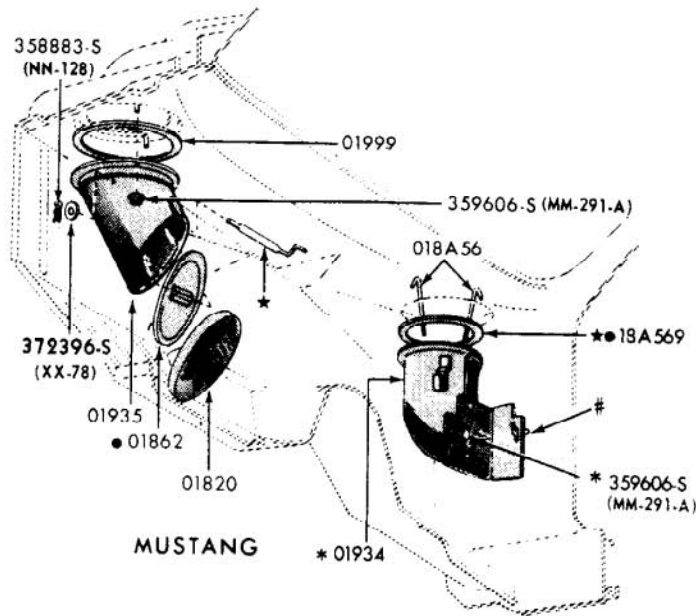 358883-S
(NN-128)
01999
359606-S (MM-291-A)
018A56
★
★● 18A569
372396-S
(XX-78)
#
01935
● 01862
01820
* 359606-S
(MM-291-A)
MUSTANG
* 01934